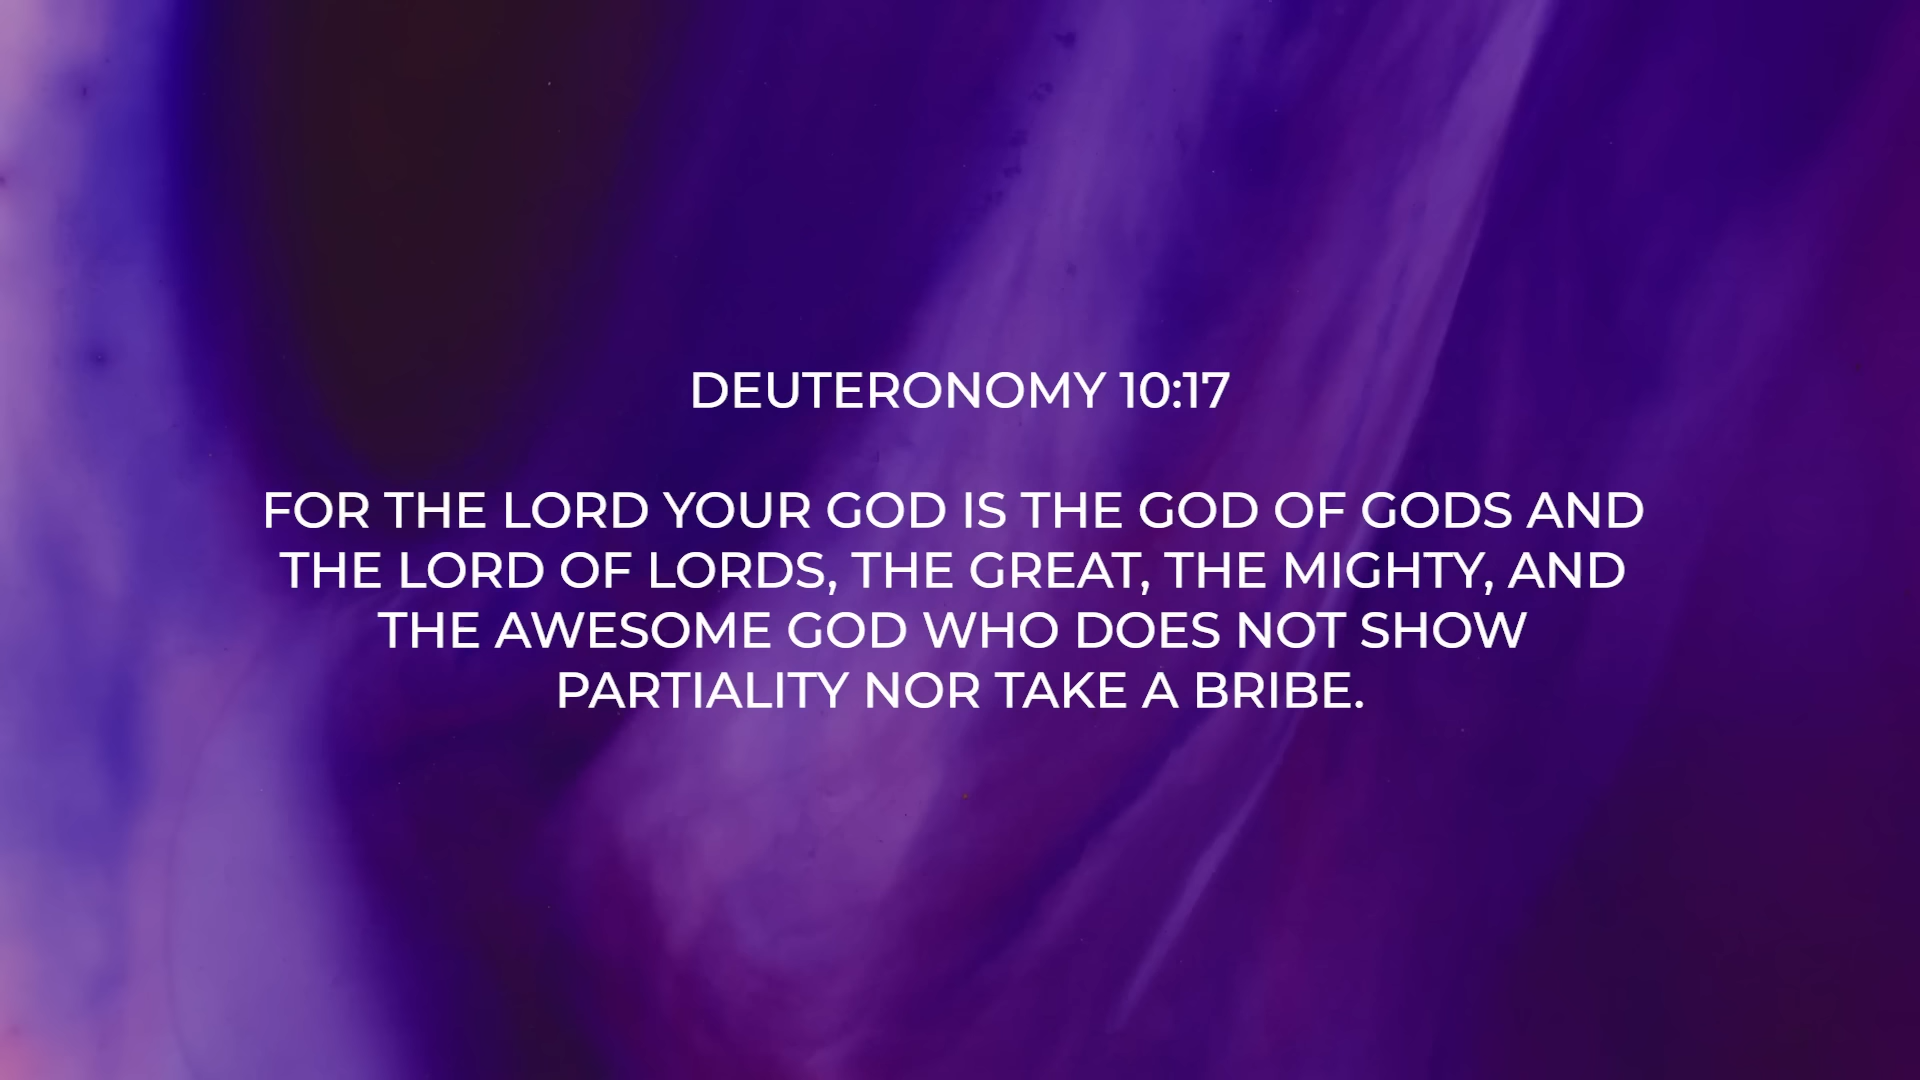 DEUTERONOMY 10:17
FOR THE LORD YOUR GOD IS THE GOD OF GODS AND
THE LORD OF LORDS, THE GREAT, THE MIGHTY, AND
THE AWESOME GOD WHO DOES NOT SHOW
PARTIALITY NOR TAKE A BRIBE.